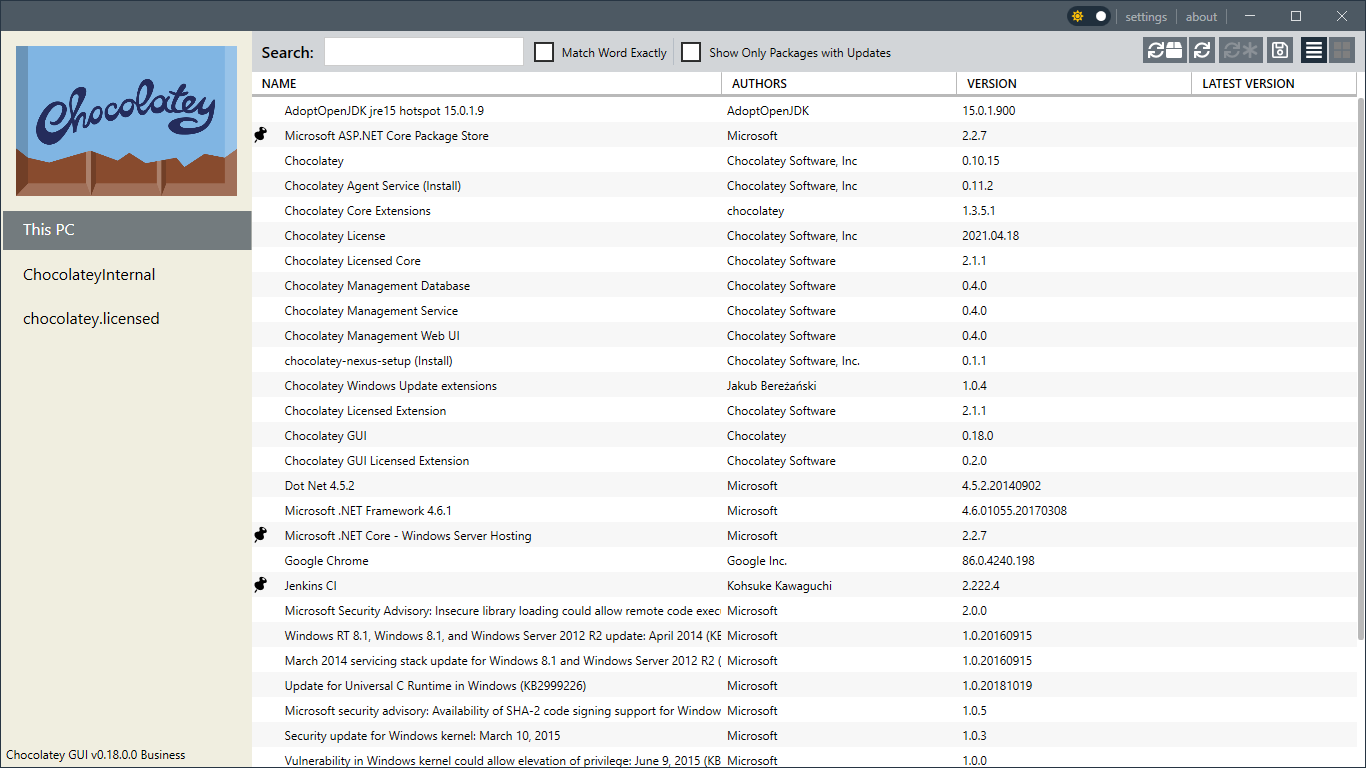 settings about
Chocolatey
Search: Match Word Exactly Show Only Packages with Updates
NAME AUTHORS VERSION LATEST VERSION
This PC
ChocolateyInternal
chocolatey.licensed
AdoptOpenJDK jre15 hotspot 15.0.1.9 AdoptOpenJDK 15.0.1.900
Microsoft ASP.NET Core Package Store Microsoft 2.2.7
Chocolatey Chocolatey Software, Inc 0.10.15
Chocolatey Agent Service (Install) Chocolatey Software, Inc 0.11.2
Chocolatey Core Extensions chocolatey 1.3.5.1
Chocolatey License Chocolatey Software, Inc 2021.04.18
Chocolatey Licensed Core Chocolatey Software 2.1.1
Chocolatey Management Database Chocolatey Software 0.4.0
Chocolatey Management Service Chocolatey Software 0.4.0
Chocolatey Management Web UI Chocolatey Software 0.4.0
chocolatey-nexus-setup (Install) Chocolatey Software, Inc. 0.1.1
Chocolatey Windows Update extensions Jakub Bereżański 1.0.4
Chocolatey Licensed Extension Chocolatey Software 2.1.1
Chocolatey GUI Chocolatey 0.18.0
Chocolatey GUI Licensed Extension Chocolatey Software 0.2.0
Dot Net 4.5.2 Microsoft 4.5.2.20140902
Microsoft .NET Framework 4.6.1 Microsoft 4.6.01055.20170308
Microsoft .NET Core - Windows Server Hosting Microsoft 2.2.7
Google Chrome Google Inc. 86.0.4240.198
Jenkins CI Kohsuke Kawaguchi 2.222.4
Microsoft Security Advisory: Insecure library loading could allow remote code exec Microsoft 2.0.0
Windows RT 8.1, Windows 8.1, and Windows Server 2012 R2 update: April 2014 (KB Microsoft 1.0.20160915
March 2014 servicing stack update for Windows 8.1 and Windows Server 2012 R2 ( Microsoft 1.0.20160915
Update for Universal C Runtime in Windows (KB2999226) Microsoft 1.0.20181019
Microsoft security advisory: Availability of SHA-2 code signing support for Window Microsoft 1.0.5
Security update for Windows kernel: March 10, 2015 Microsoft 1.0.3
Vulnerability in Windows kernel could allow elevation of privilege: June 9, 2015 (KB Microsoft 1.0.0
Chocolatey GUI v0.18.0.0 Business